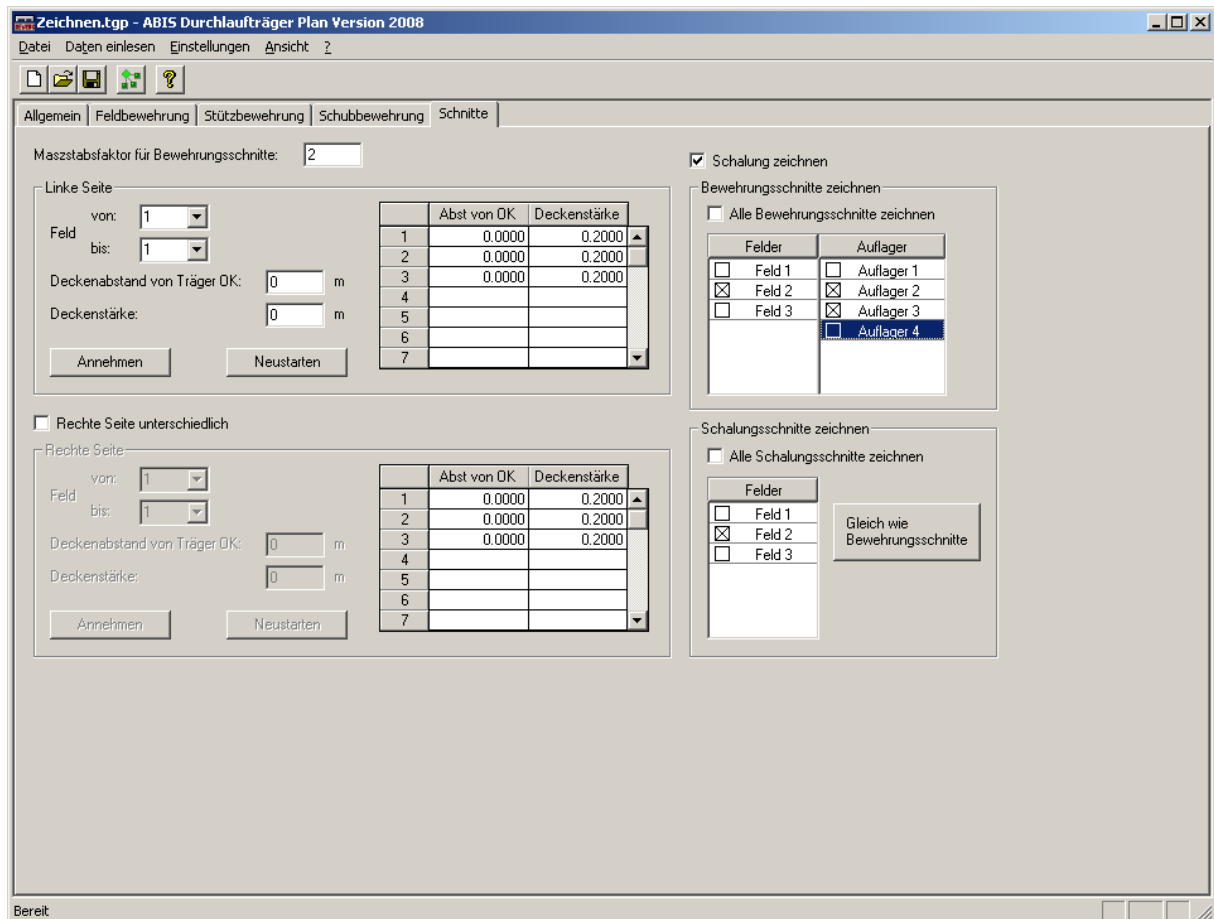 Zeichnen.tgp - ABIS Durchlaufträger Plan Version 2008
Datei Daten einlesen Einstellungen Ansicht ?
Allgemein Feldbewehrung Stützbewehrung Schubbewehrung Schnitte
Maszstabsfaktor für Bewehrungsschnitte: 2
Linke Seite
von: 1
Feld
bis: 1
Deckenabstand von Träger OK: 0 m
Deckenstärke: 0 m
Annehmen Neustarten
Abst von OK Deckenstärke
1 0.0000 0.2000
2 0.0000 0.2000
3 0.0000 0.2000
4
5
6
7
Rechte Seite unterschiedlich
Rechte Seite
von: 1
Feld
bis: 1
Deckenabstand von Träger OK: 0 m
Deckenstärke: 0 m
Annehmen Neustarten
Abst von OK Deckenstärke
1 0.0000 0.2000
2 0.0000 0.2000
3 0.0000 0.2000
4
5
6
7
Schalung zeichnen
Bewehrungsschnitte zeichnen
Alle Bewehrungsschnitte zeichnen
Felder Auflager
Feld 1 Auflager 1
Feld 2 Auflager 2
Feld 3 Auflager 3
Auflager 4
Schalungsschnitte zeichnen
Alle Schalungsschnitte zeichnen
Felder
Feld 1
Feld 2
Feld 3
Gleich wie
Bewehrungsschnitte
Bereit